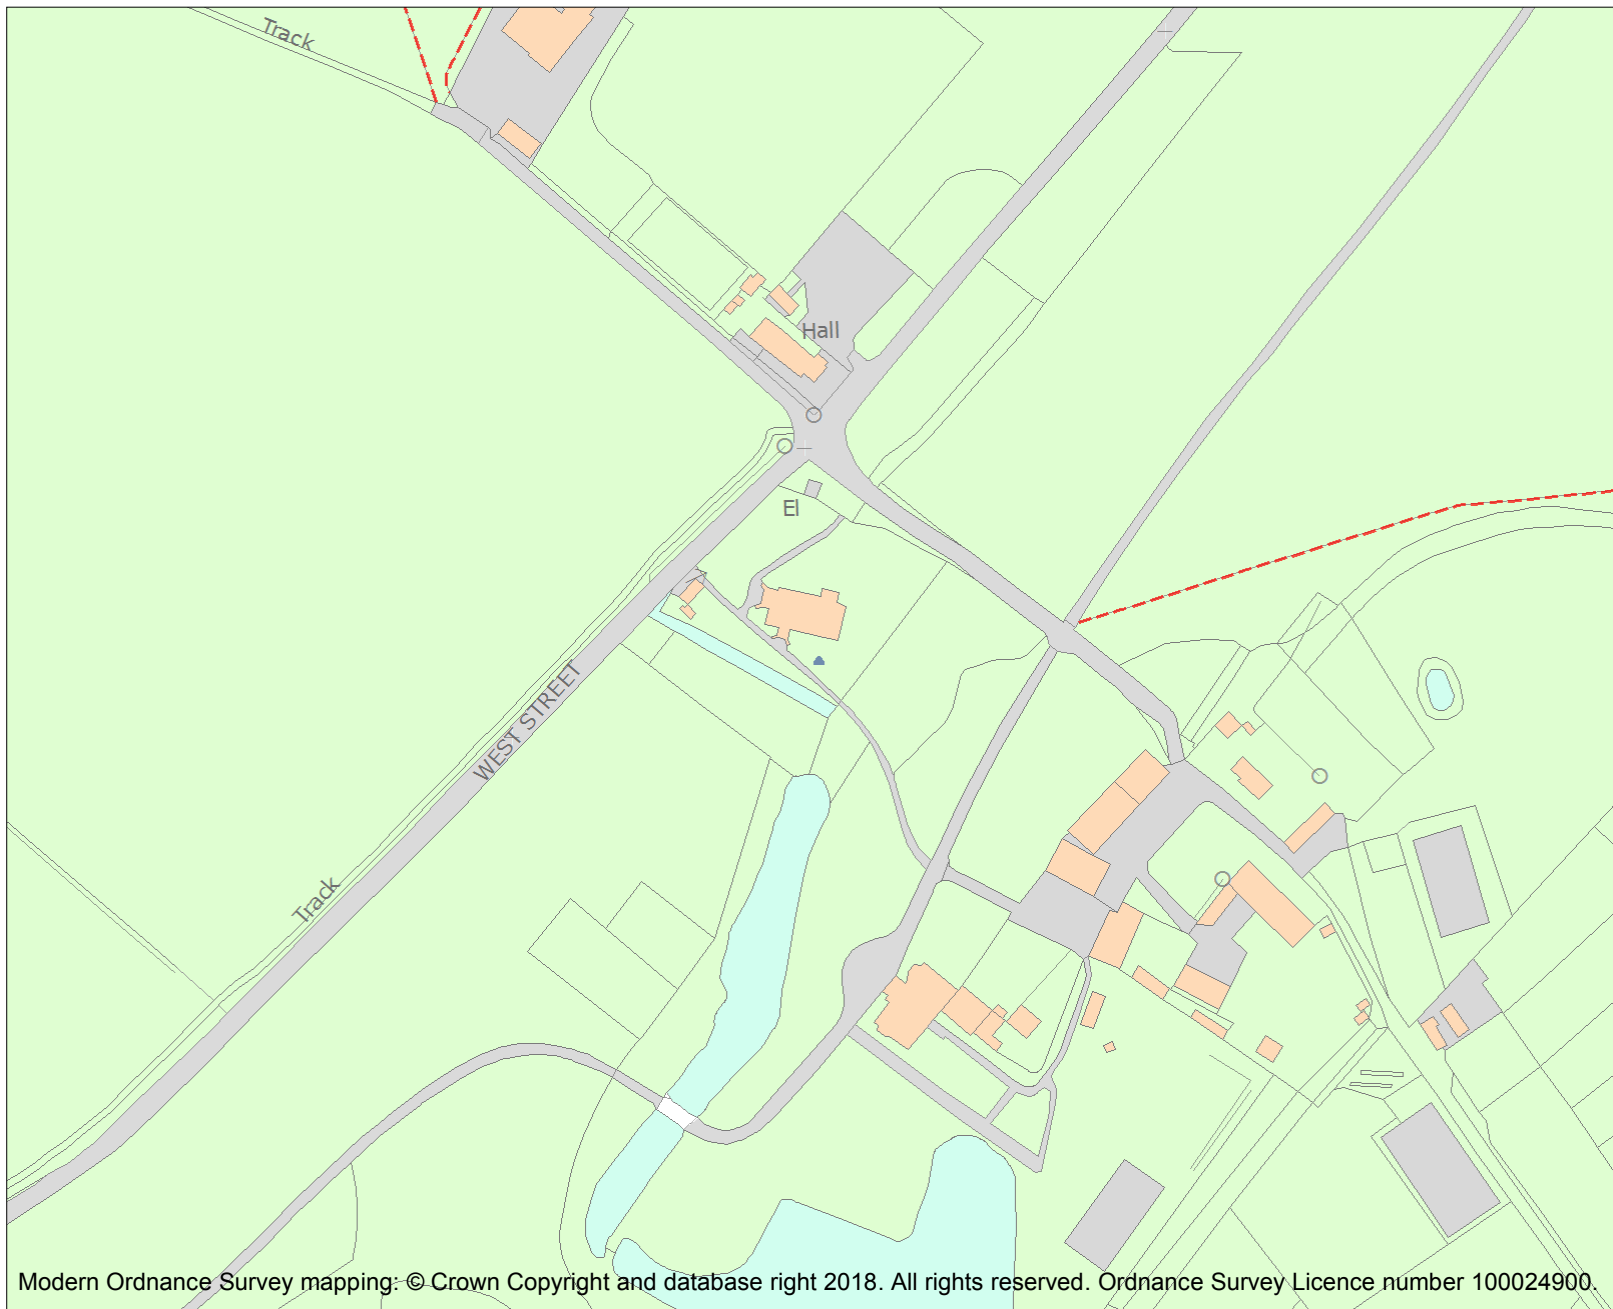 Track
Hall
El
WEST STREET
Track
Modern Ordnance Survey mapping: © Crown Copyright and database right 2018. All rights reserved. Ordnance Survey Licence number 100024900.